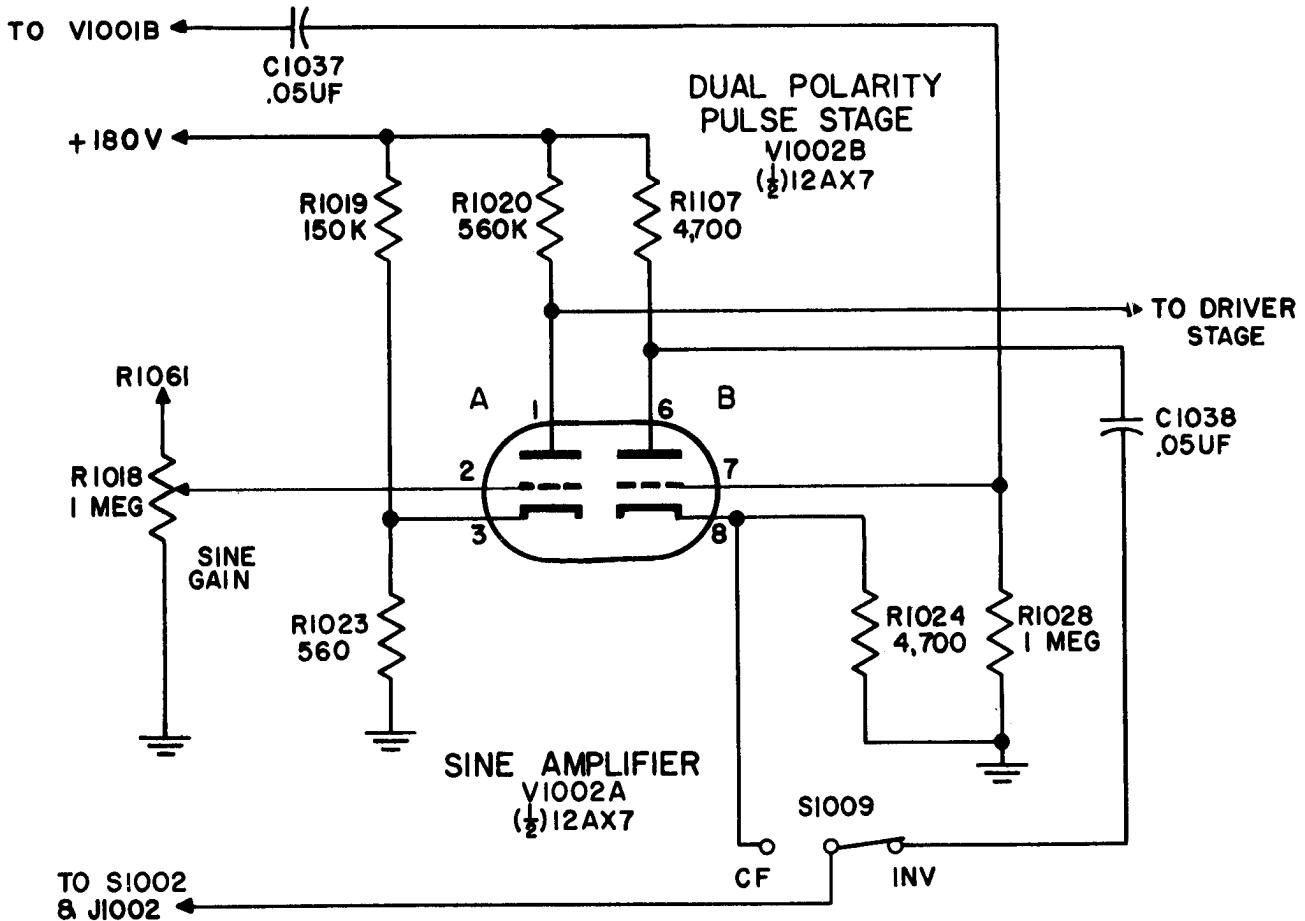 TO V1001B
C1037
.05UF
DUAL POLARITY
PULSE STAGE
V1002B
(½)12AX7
+180V
R1019
150K
R1020
560K
R1107
4,700
TO DRIVER
STAGE
R1061
A
1
6
B
C1038
.05UF
R1018
1 MEG
2
7
3
8
SINE
GAIN
R1023
560
R1024
4,700
R1028
1 MEG
SINE AMPLIFIER
V1002A
(½)12AX7
S1009
CF
INV
TO S1002
& J1002